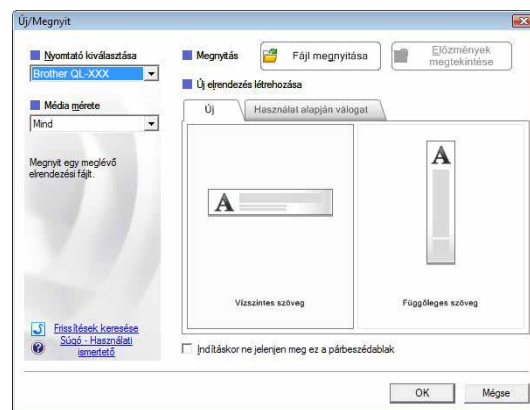 Új/Megnyit
Nyomtató kiválasztása
Brother QL-XXX
Média mérete
Mind
Megnyit egy meglévő
elrendezési fájlt.
Frissítések keresése
Súgó - Használati
ismertető
Megnyitás
Fájl megnyitása
Előzmények
megtekintése
Új elrendezés létrehozása
Új
Használat alapján válogat
A
Vízszintes szöveg
A
Függőleges szöveg
Indításkor ne jelenjen meg ez a párbeszédablak
OK
Mégse